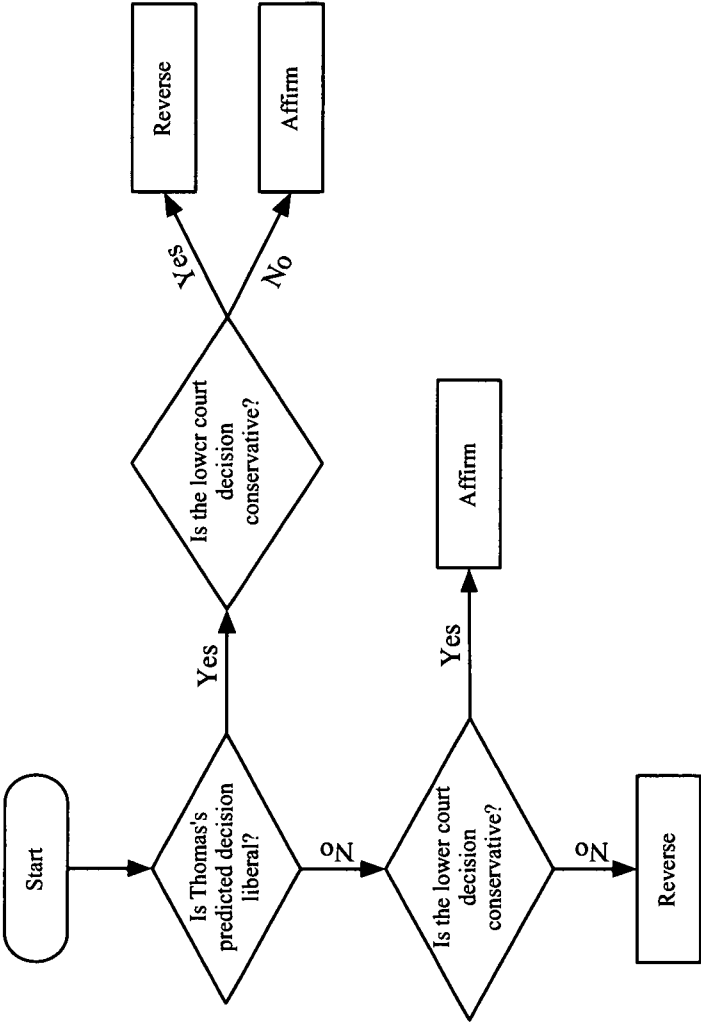 Start
Is Thomas's
predicted decision
liberal?
Yes
Is the lower court
decision
conservative?
Yes
Reverse
No
Affirm
No
Is the lower court
decision
conservative?
Yes
Affirm
No
Reverse